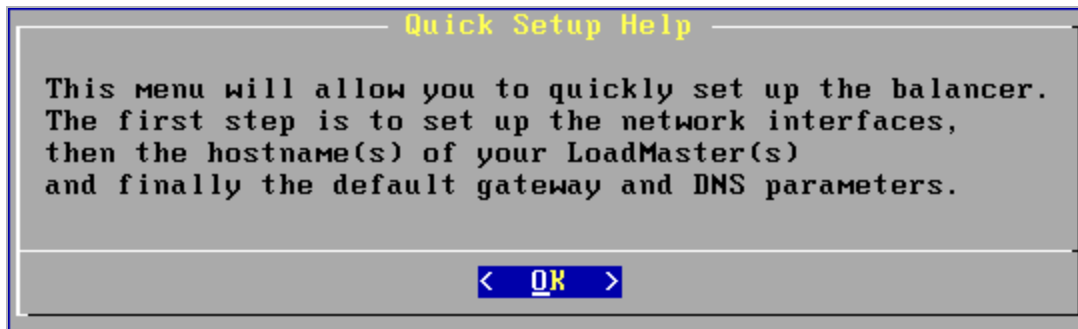 Quick Setup Help
This menu will allow you to quickly set up the balancer.
The first step is to set up the network interfaces,
then the hostname(s) of your LoadMaster(s)
and finally the default gateway and DNS parameters.
< OK >